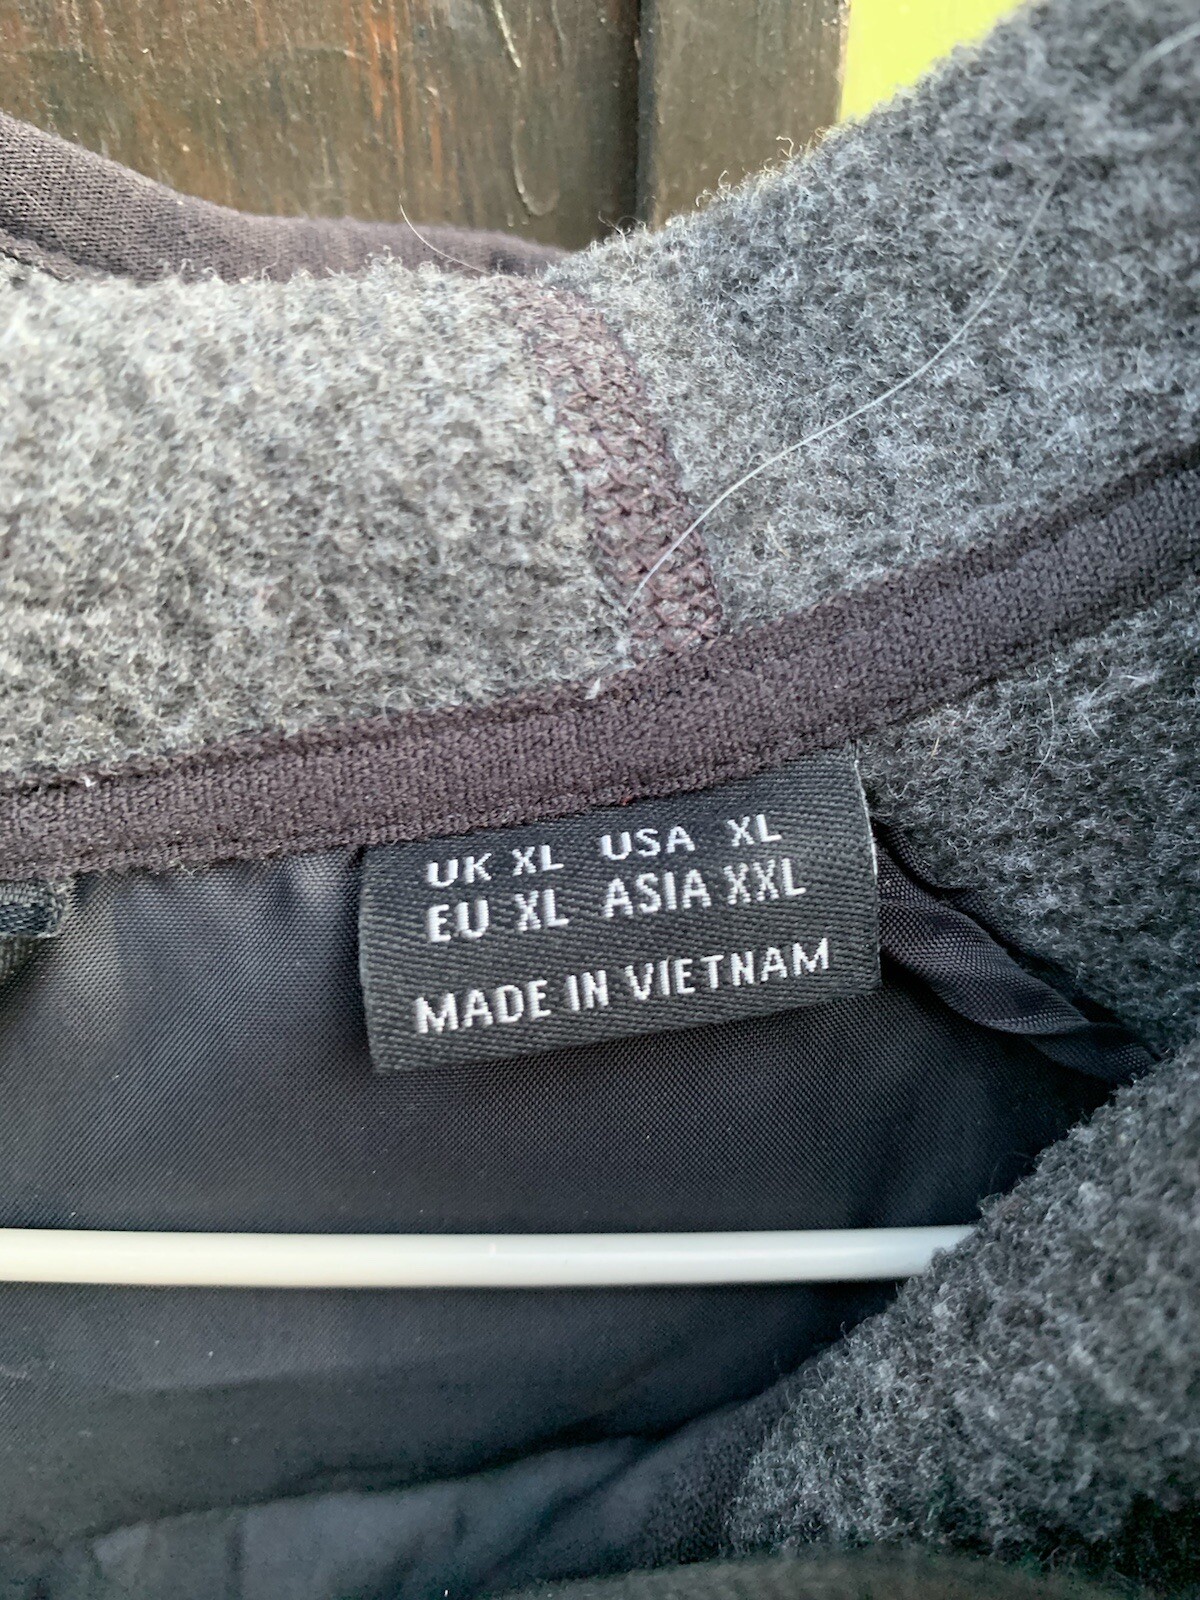 UK XL USA XL
EU XL ASIA XXL
MADE IN VIETNAM